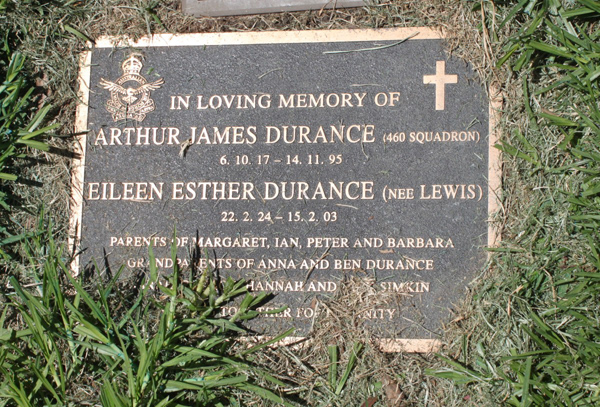 IN LOVING MEMORY OF
ARTHUR JAMES DURANCE (460 SQUADRON)
6. 10. 17 – 14. 11. 95
EILEEN ESTHER DURANCE (NEE LEWIS)
22. 2. 24 – 15. 2. 03
PARENTS OF MARGARET, IAN, PETER AND BARBARA
GRANDPARENTS OF ANNA AND BEN DURANCE
HANNAH AND SIMKIN